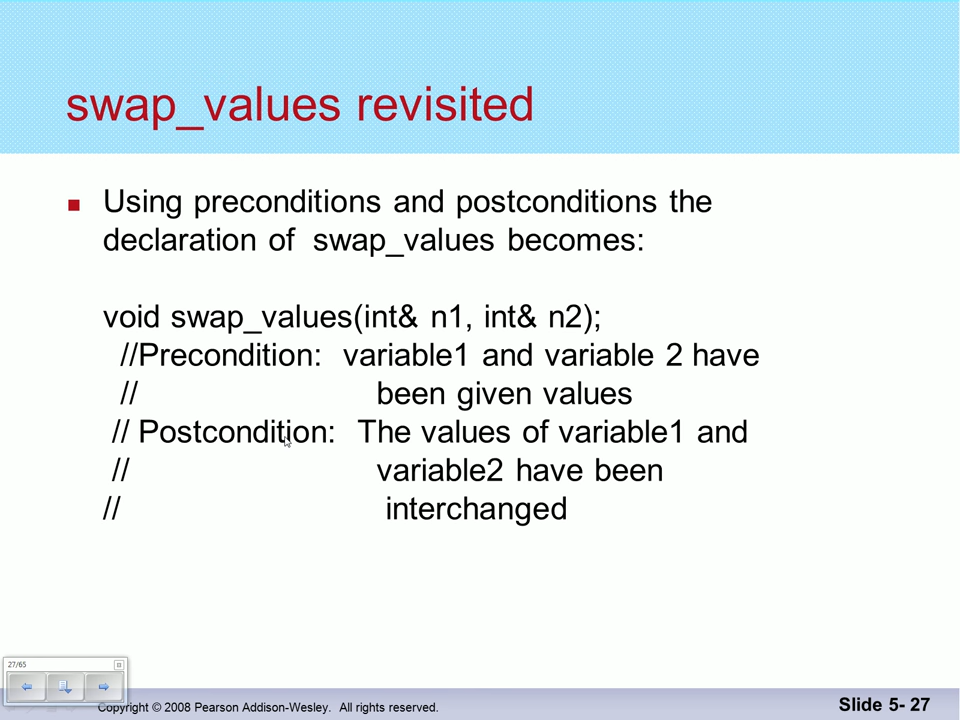 swap_values revisited
Using preconditions and postconditions the
declaration of swap_values becomes:
void swap_values(int& n1, int& n2);
//Precondition: variable1 and variable 2 have
// been given values
// Postcondition: The values of variable1 and
// variable2 have been
// interchanged
27/65
Copyright © 2008 Pearson Addison-Wesley. All rights reserved.
Slide 5- 27